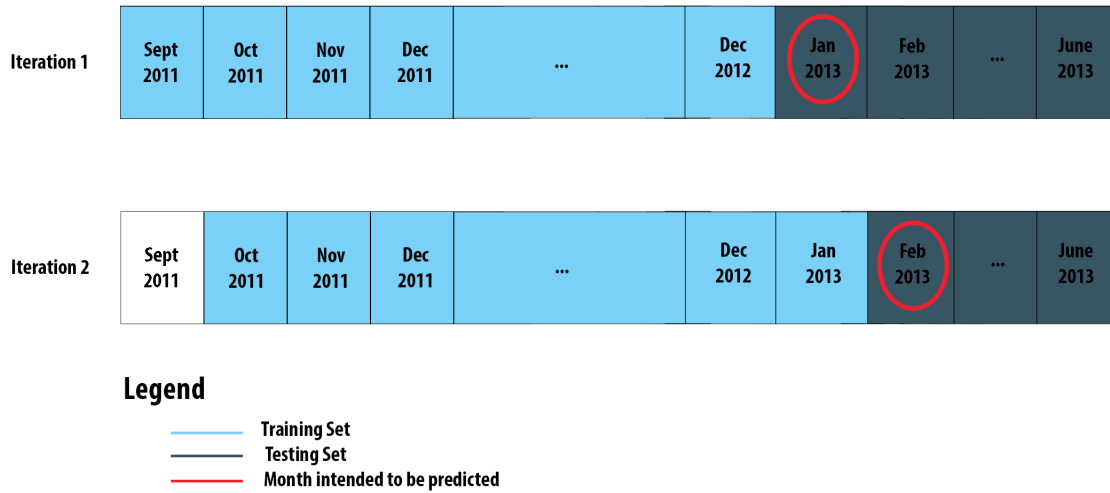 Iteration 1
Sept 2011
Oct 2011
Nov 2011
Dec 2011
...
Dec 2012
Jan 2013
Feb 2013
...
June 2013
Iteration 2
Sept 2011
Oct 2011
Nov 2011
Dec 2011
...
Dec 2012
Jan 2013
Feb 2013
...
June 2013
Legend
Training Set
Testing Set
Month intended to be predicted